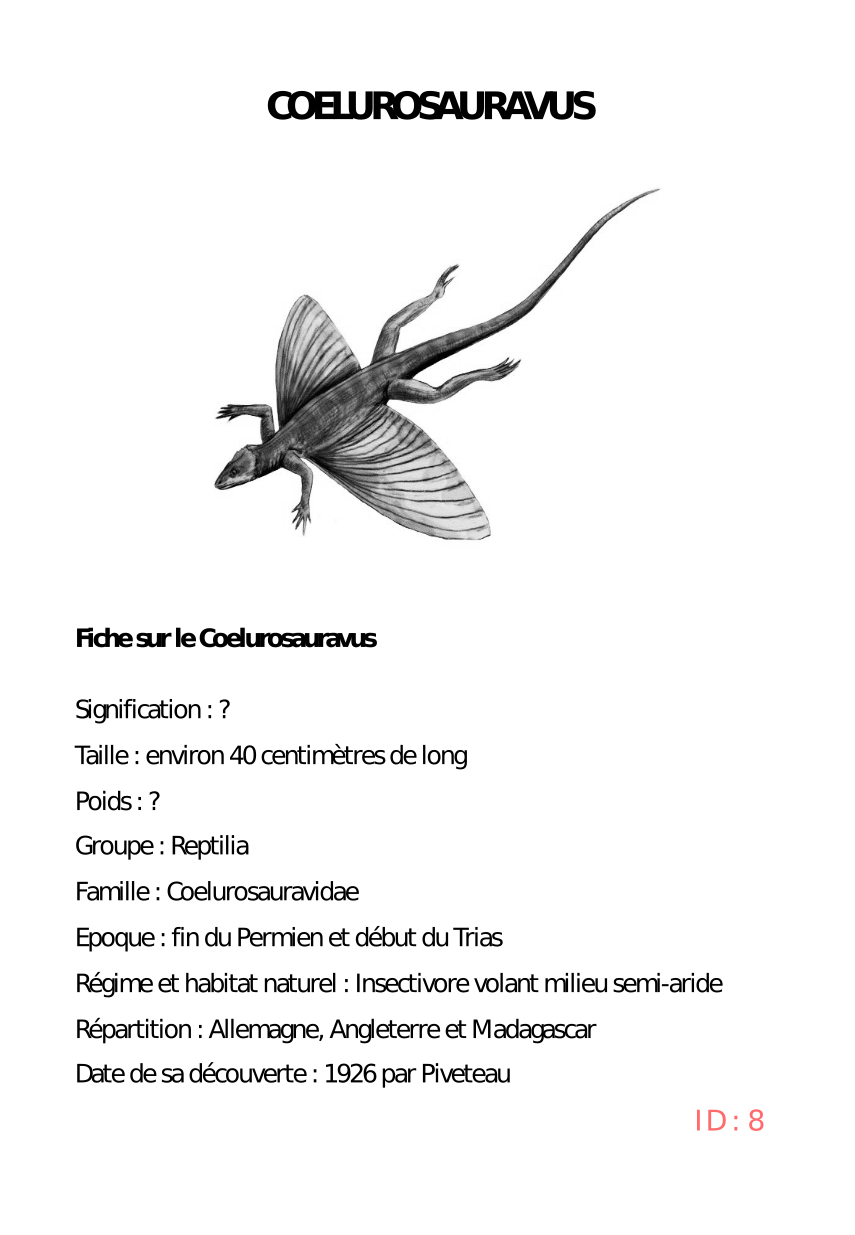 COELUROSAURAVUS
Fiche sur le Coelurosauravus
Signification : ?
Taille : environ 40 centimètres de long
Poids : ?
Groupe : Reptilia
Famille : Coelurosauravidae
Epoque : fin du Permien et début du Trias
Régime et habitat naturel : Insectivore volant milieu semi-aride
Répartition : Allemagne, Angleterre et Madagascar
Date de sa découverte : 1926 par Piveteau
ID : 8